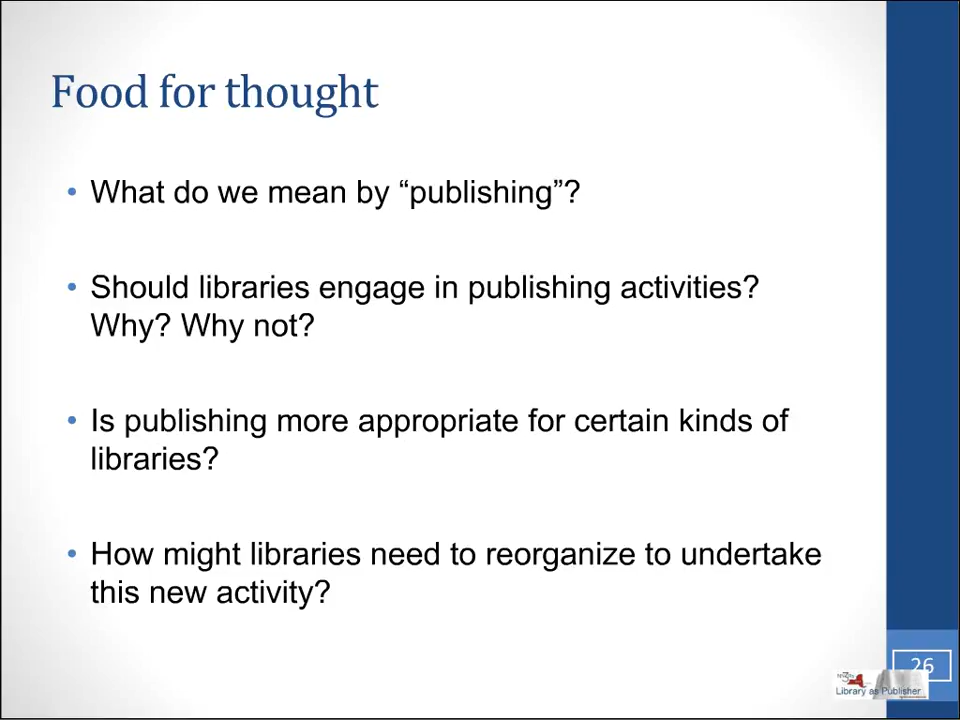 Food for thought
• What do we mean by “publishing”?
• Should libraries engage in publishing activities?
Why? Why not?
• Is publishing more appropriate for certain kinds of
libraries?
• How might libraries need to reorganize to undertake
this new activity?
26
Library as Publisher